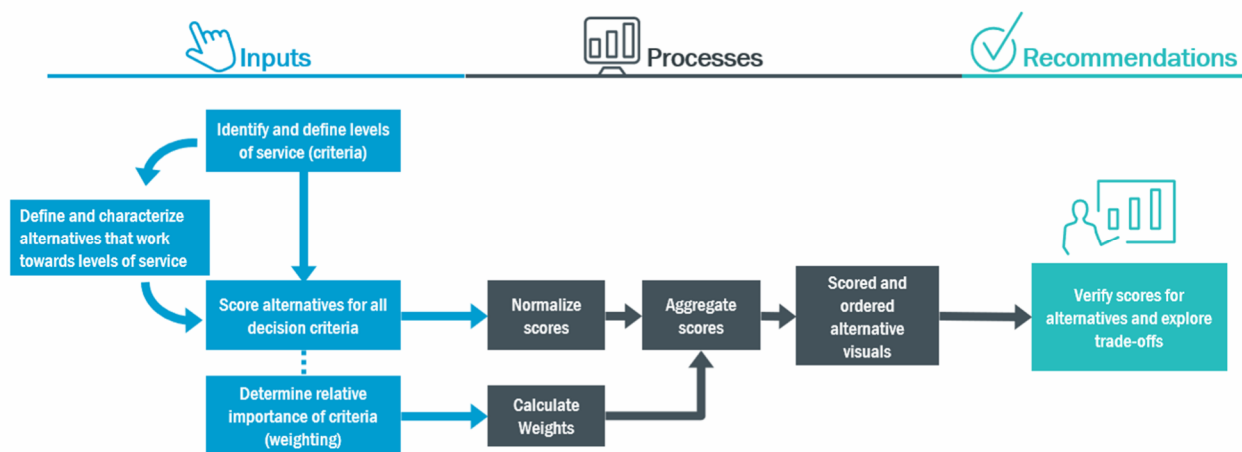 Inputs
Processes
Recommendations
Identify and define levels
of service (criteria)
Define and characterize
alternatives that work
towards levels of service
Score alternatives for all
decision criteria
Determine relative
importance of criteria
(weighting)
Normalize
scores
Calculate
Weights
Aggregate
scores
Scored and
ordered
alternative
visuals
Verify scores for
alternatives and explore
trade-offs